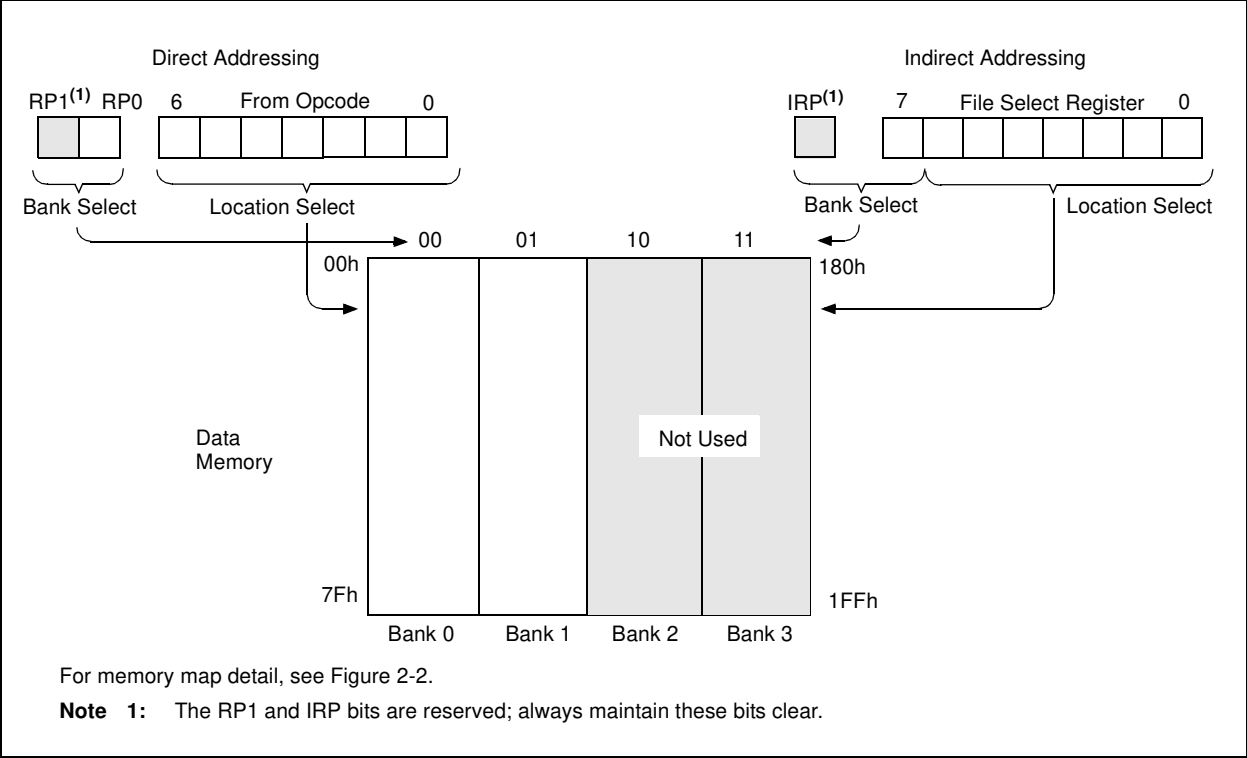 Direct Addressing
Indirect Addressing
RP1(1) RP0 6 From Opcode 0
IRP(1) 7 File Select Register 0
Bank Select Location Select
Bank Select Location Select
00 01 10 11
00h
180h
Not Used
Data
Memory
7Fh
1FFh
Bank 0 Bank 1 Bank 2 Bank 3
For memory map detail, see Figure 2-2.
Note 1: The RP1 and IRP bits are reserved; always maintain these bits clear.